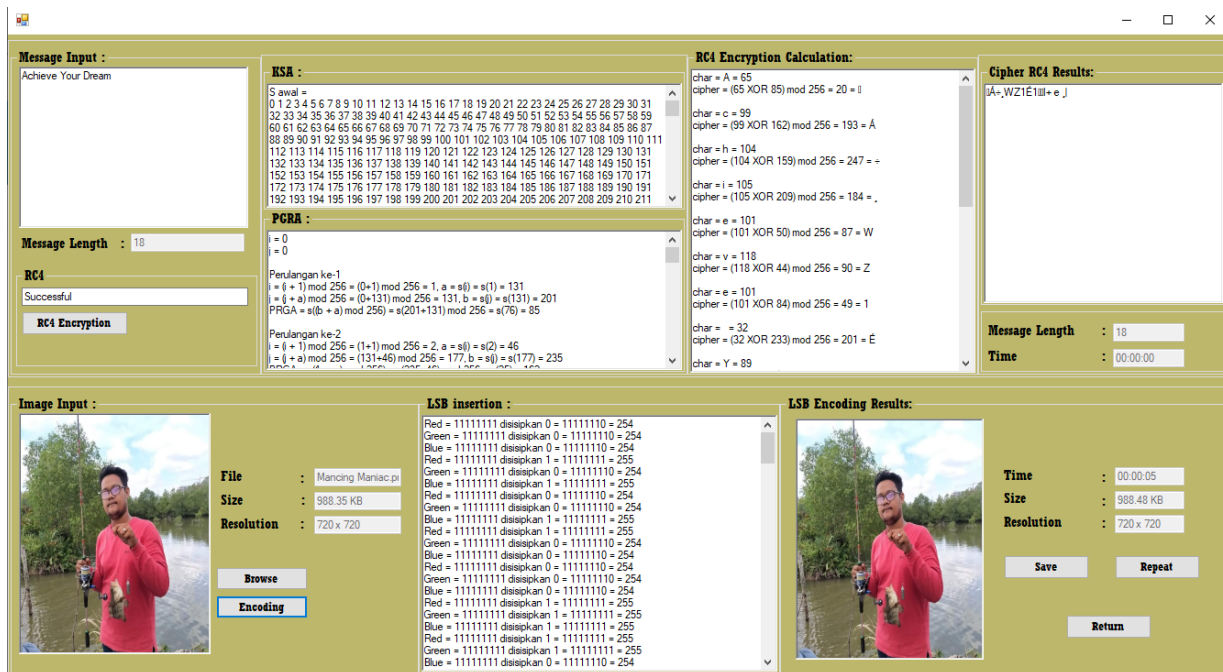 Message Input :
Achieve Your Dream
Message Length : 18
RC4
Successful
RC4 Encryption
KSA :
S awal =
0 1 2 3 4 5 6 7 8 9 10 11 12 13 14 15 16 17 18 19 20 21 22 23 24 25 26 27 28 29 30 31
32 33 34 35 36 37 38 39 40 41 42 43 44 45 46 47 48 49 50 51 52 53 54 55 56 57 58 59
60 61 62 63 64 65 66 67 68 69 70 71 72 73 74 75 76 77 78 79 80 81 82 83 84 85 86 87
88 89 90 91 92 93 94 95 96 97 98 99 100 101 102 103 104 105 106 107 108 109 110 111
112 113 114 115 116 117 118 119 120 121 122 123 124 125 126 127 128 129 130 131
132 133 134 135 136 137 138 139 140 141 142 143 144 145 146 147 148 149 150 151
152 153 154 155 156 157 158 159 160 161 162 163 164 165 166 167 168 169 170 171
172 173 174 175 176 177 178 179 180 181 182 183 184 185 186 187 188 189 190 191
192 193 194 195 196 197 198 199 200 201 202 203 204 205 206 207 208 209 210 211
PGRA :
i = 0
j = 0
Perulangan ke-1
i = (i + 1) mod 256 = (0+1) mod 256 = 1, a = s(i) = s(1) = 131
j = (j + a) mod 256 = (0+131) mod 256 = 131, b = s(j) = s(131) = 201
PRGA = s((b + a) mod 256) = s(201+131) mod 256 = s(76) = 85
Perulangan ke-2
i = (i + 1) mod 256 = (1+1) mod 256 = 2, a = s(i) = s(2) = 46
j = (j + a) mod 256 = (131+46) mod 256 = 177, b = s(j) = s(177) = 235
RC4 Encryption Calculation:
char = A = 65
cipher = (65 XOR 85) mod 256 = 20 = 
char = c = 99
cipher = (99 XOR 162) mod 256 = 193 = Á
char = h = 104
cipher = (104 XOR 159) mod 256 = 247 = ÷
char = i = 105
cipher = (105 XOR 209) mod 256 = 184 = ¸
char = e = 101
cipher = (101 XOR 50) mod 256 = 87 = W
char = v = 118
cipher = (118 XOR 44) mod 256 = 90 = Z
char = e = 101
cipher = (101 XOR 84) mod 256 = 49 = 1
char =   = 32
cipher = (32 XOR 233) mod 256 = 201 = É
char = Y = 89
Cipher RC4 Results:
Á÷¸WZ1É1
Message Length : 18
Time : 00:00:00
Image Input :
File : Mancing Maniac.
Size : 988.35 KB
Resolution : 720 x 720
Browse
Encoding
LSB insertion :
Red = 11111111 disisipkan 0 = 11111110 = 254
Green = 11111111 disisipkan 0 = 11111110 = 254
Blue = 11111111 disisipkan 0 = 11111110 = 254
Red = 11111111 disisipkan 1 = 11111111 = 255
Green = 11111111 disisipkan 0 = 11111110 = 254
Blue = 11111111 disisipkan 1 = 11111111 = 255
Red = 11111111 disisipkan 0 = 11111110 = 254
Green = 11111111 disisipkan 0 = 11111110 = 254
Blue = 11111111 disisipkan 1 = 11111111 = 255
Red = 11111111 disisipkan 1 = 11111111 = 255
Green = 11111111 disisipkan 0 = 11111110 = 254
Blue = 11111111 disisipkan 0 = 11111110 = 254
Red = 11111111 disisipkan 0 = 11111110 = 254
Green = 11111111 disisipkan 0 = 11111110 = 254
Blue = 11111111 disisipkan 0 = 11111110 = 254
Red = 11111111 disisipkan 1 = 11111111 = 255
Green = 11111111 disisipkan 1 = 11111111 = 255
Blue = 11111111 disisipkan 1 = 11111111 = 255
Red = 11111111 disisipkan 1 = 11111111 = 255
Green = 11111111 disisipkan 1 = 11111111 = 255
Blue = 11111111 disisipkan 0 = 11111110 = 254
LSB Encoding Results:
Time : 00:00:05
Size : 988.48 KB
Resolution : 720 x 720
Save
Repeat
Return